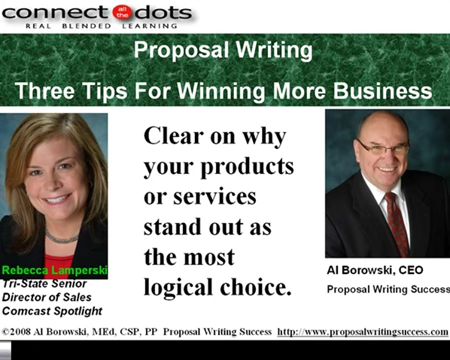 connect all the dots
REAL BLENDED LEARNING
Proposal Writing
Three Tips For Winning More Business
Clear on why
your products
or services
stand out as
the most
logical choice.
Rebecca Lamperski
Tri-State Senior
Director of Sales
Comcast Spotlight
Al Borowski, CEO
Proposal Writing Success
©2008 Al Borowski, MEd, CSP, PP Proposal Writing Success http://www.proposalwritingsuccess.com